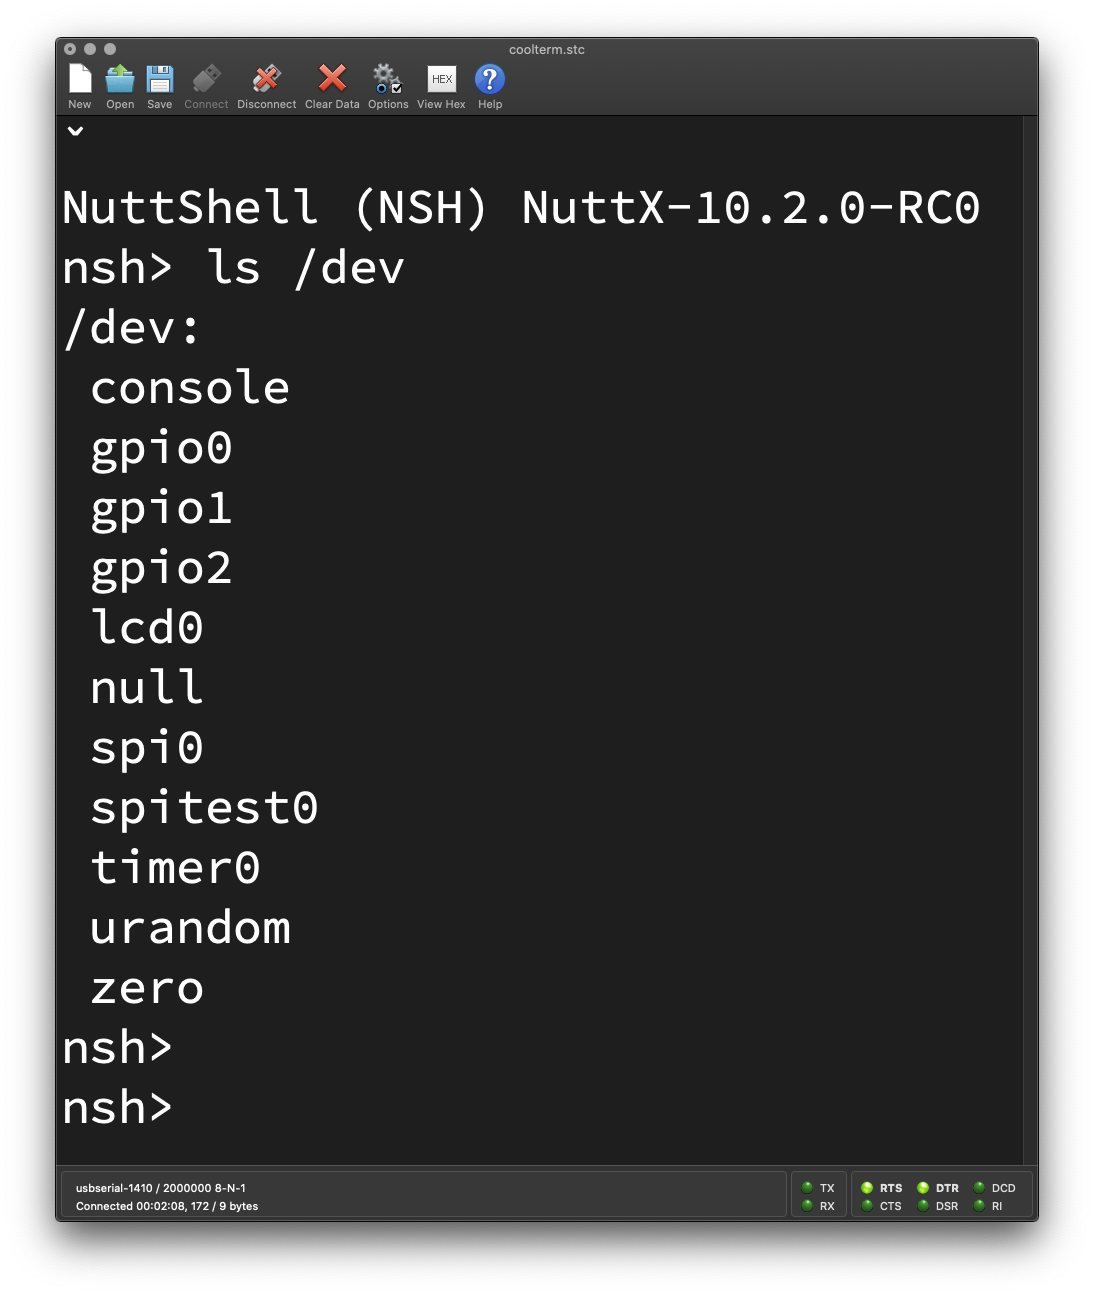 coolterm.stc
New Open Save Connect Disconnect Clear Data Options View Hex Help
HEX
?
NuttShell (NSH) NuttX-10.2.0-RC0
nsh> ls /dev
/dev:
 console
 gpio0
 gpio1
 gpio2
 lcd0
 null
 spi0
 spitest0
 timer0
 urandom
 zero
nsh>
nsh>
usbserial-1410 / 2000000 8-N-1
Connected 00:02:08, 172 / 9 bytes
TX RTS DTR DCD
RX CTS DSR RI